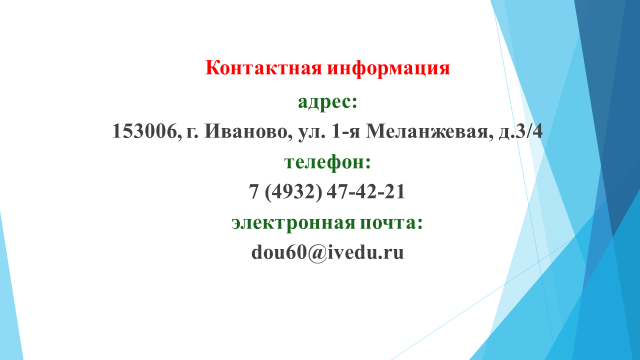 Контактная информация
адрес:
153006, г. Иваново, ул. 1-я Меланжевая, д.3/4
телефон:
7 (4932) 47-42-21
электронная почта:
dou60@ivedu.ru